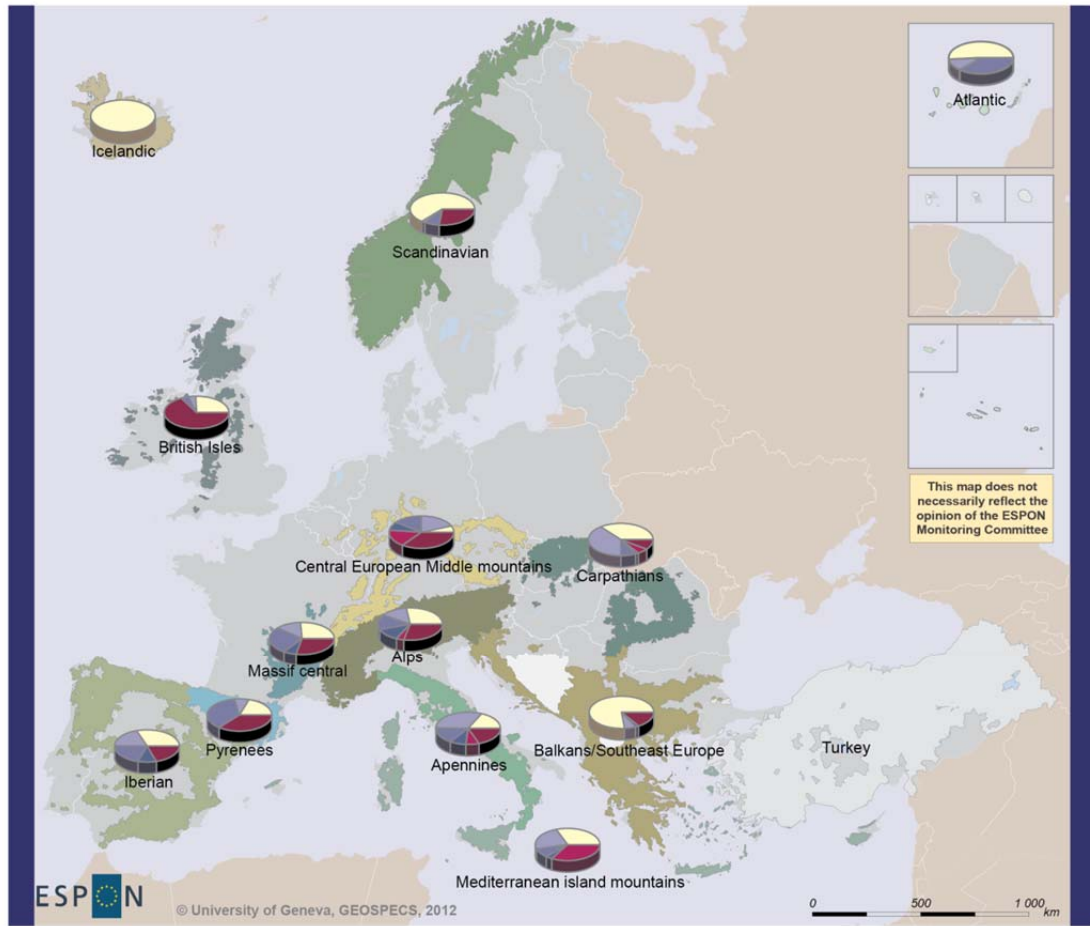 Icelandic
Atlantic
Scandinavian
British Isles
This map does not
necessarily reflect the
opinion of the ESPON
Monitoring Committee
Central European Middle mountains
Carpathians
Massif central
Alps
Pyrenees
Iberian
Apennines
Balkans/Southeast Europe
Turkey
Mediterranean island mountains
ESPON
© University of Geneva, GEOSPECS, 2012
0 500 1 000
km